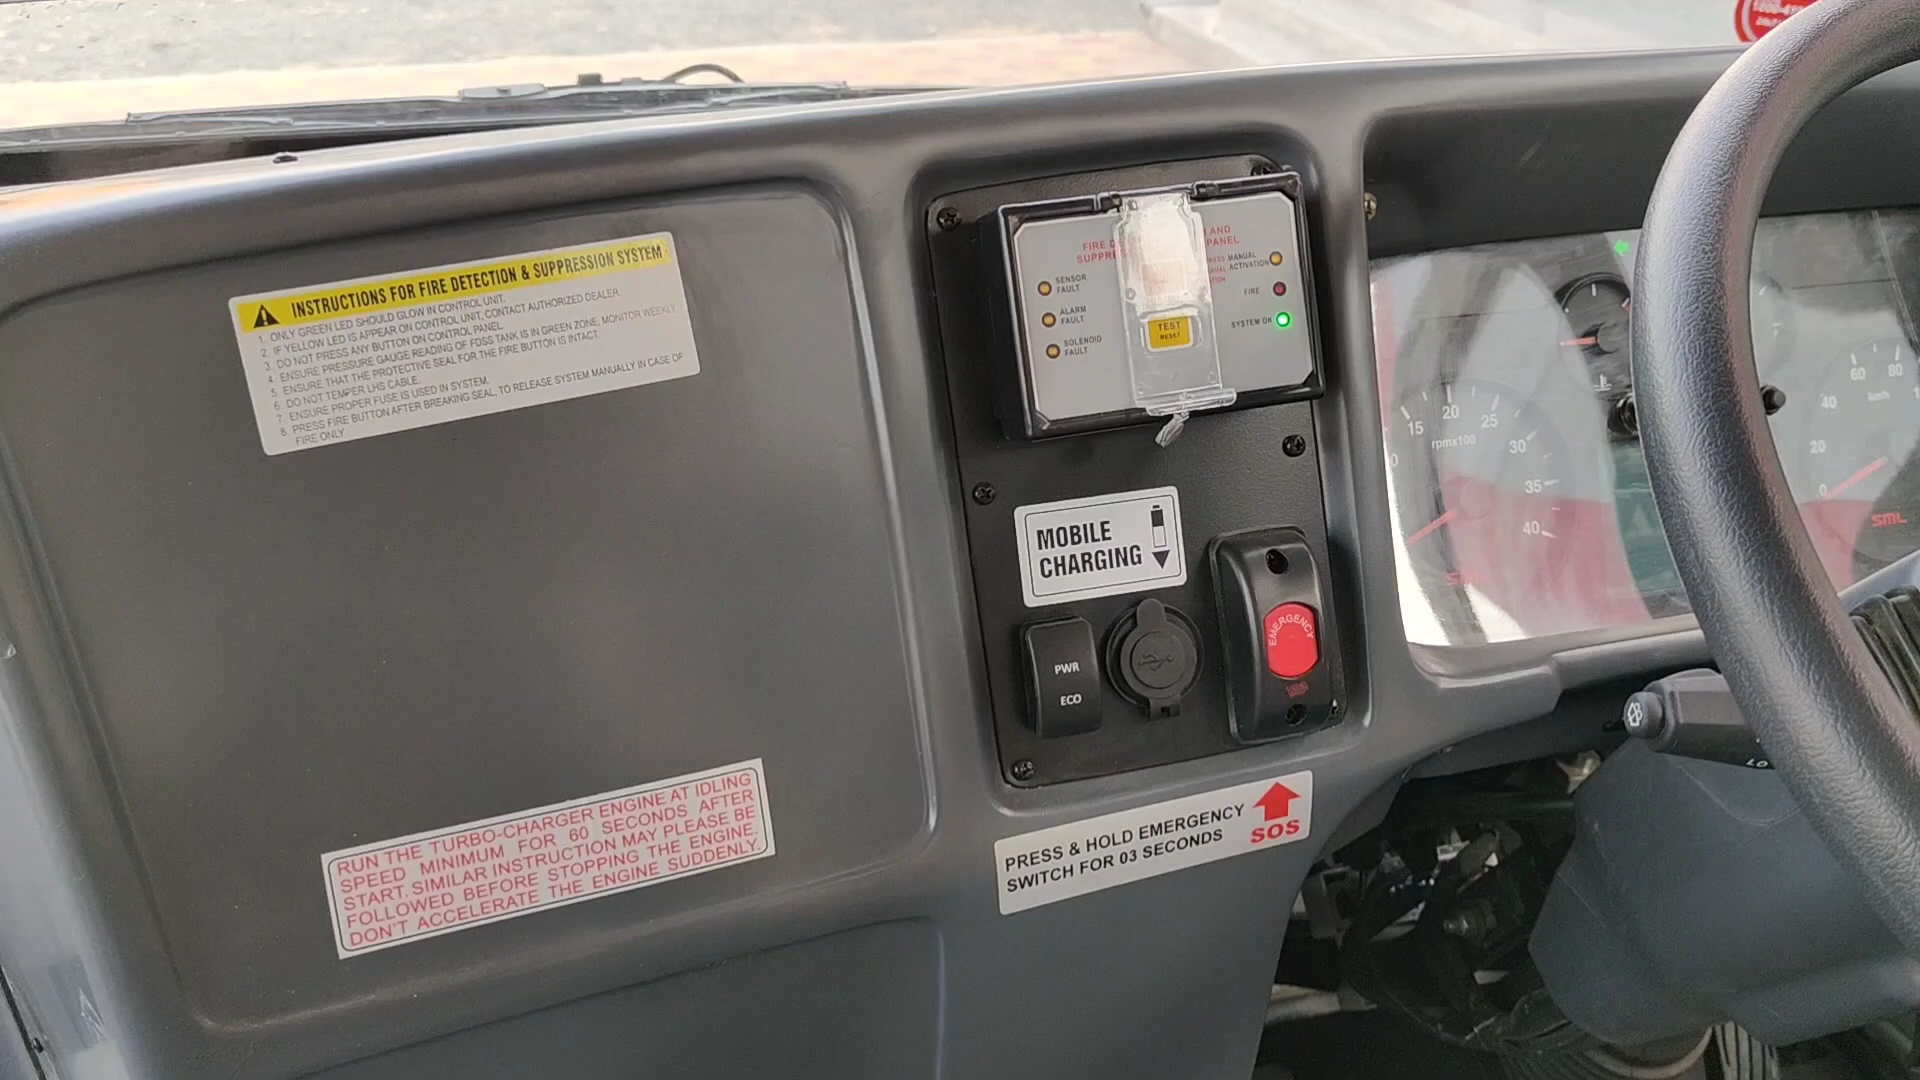 INSTRUCTIONS FOR FIRE DETECTION & SUPPRESSION SYSTEM
1. ONLY GREEN LED SHOULD GLOW IN CONTROL UNIT.
2. IF YELLOW LED IS APPEAR ON CONTROL UNIT, CONTACT AUTHORIZED DEALER.
3. DO NOT PRESS ANY BUTTON ON CONTROL PANEL
4. ENSURE PRESSURE GAUGE READING OF FDSS TANK IS IN GREEN ZONE, MONITOR WEEKLY
5. ENSURE THAT THE PROTECTIVE SEAL FOR THE FIRE BUTTON IS INTACT
6. DO NOT TEMPER LHS CABLE.
7. ENSURE PROPER FUSE IS USED IN SYSTEM.
8. PRESS FIRE BUTTON AFTER BREAKING SEAL, TO RELEASE SYSTEM MANUALLY IN CASE OF
FIRE ONLY
RUN THE TURBO-CHARGER ENGINE AT IDLING
SPEED MINIMUM FOR 60 SECONDS AFTER
START. SIMILAR INSTRUCTION MAY PLEASE BE
FOLLOWED BEFORE STOPPING THE ENGINE.
DON'T ACCELERATE THE ENGINE SUDDENLY.
FIRE AND
PANEL
SENSOR
FAULT
ALARM
FAULT
SOLENOID
FAULT
TEST
RESET
MANUAL
ACTIVATION
FIRE
SYSTEM OK
MOBILE
CHARGING
PWR
ECO
EMERGENCY
PRESS & HOLD EMERGENCY
SWITCH FOR 03 SECONDS
SOS
15
20
25
30
35
40
rpmx100
0
20
40
60
80
km/h
SML
LO